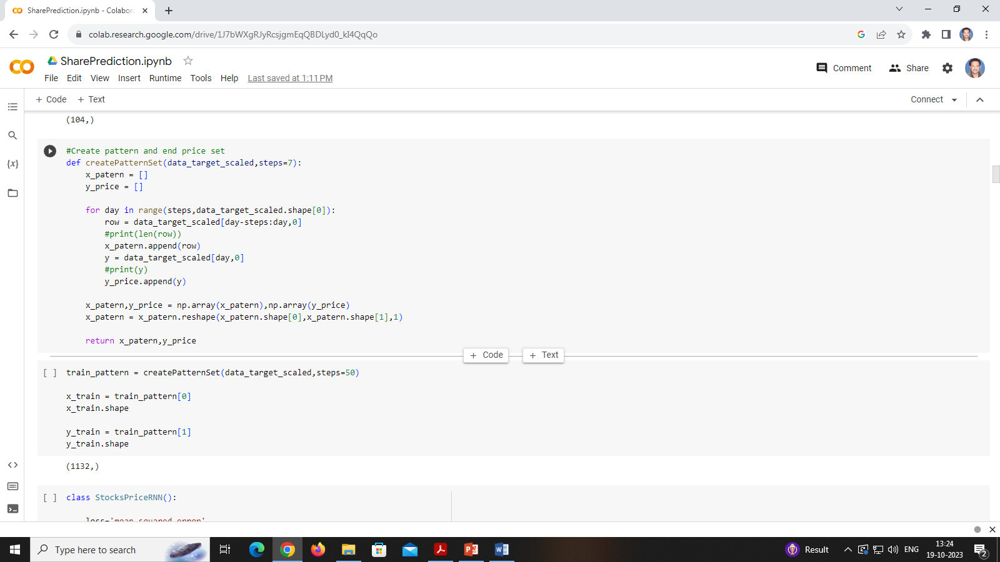 SharePrediction.ipynb - Colabor
colab.research.google.com/drive/1J7bWXgRJyRcsjgmEqQBDLyd0_kI4QqQo
SharePrediction.ipynb
Comment Share
File Edit View Insert Runtime Tools Help Last saved at 1:11 PM
+ Code + Text Connect
(104,)
#Create pattern and end price set
def createPatternSet(data_target_scaled,steps=7):
x_patern = []
y_price = []
for day in range(steps,data_target_scaled.shape[0]):
row = data_target_scaled[day-steps:day,0]
#print(len(row))
x_patern.append(row)
y = data_target_scaled[day,0]
#print(y)
y_price.append(y)
x_patern,y_price = np.array(x_patern),np.array(y_price)
x_patern = x_patern.reshape(x_patern.shape[0],x_patern.shape[1],1)
return x_patern,y_price
+ Code + Text
[ ] train_pattern = createPatternSet(data_target_scaled,steps=50)
x_train = train_pattern[0]
x_train.shape
y_train = train_pattern[1]
y_train.shape
(1132,)
[ ] class StocksPriceRNN():
loss='mean_squared_error'
Type here to search
Result
ENG
13:24
19-10-2023
2